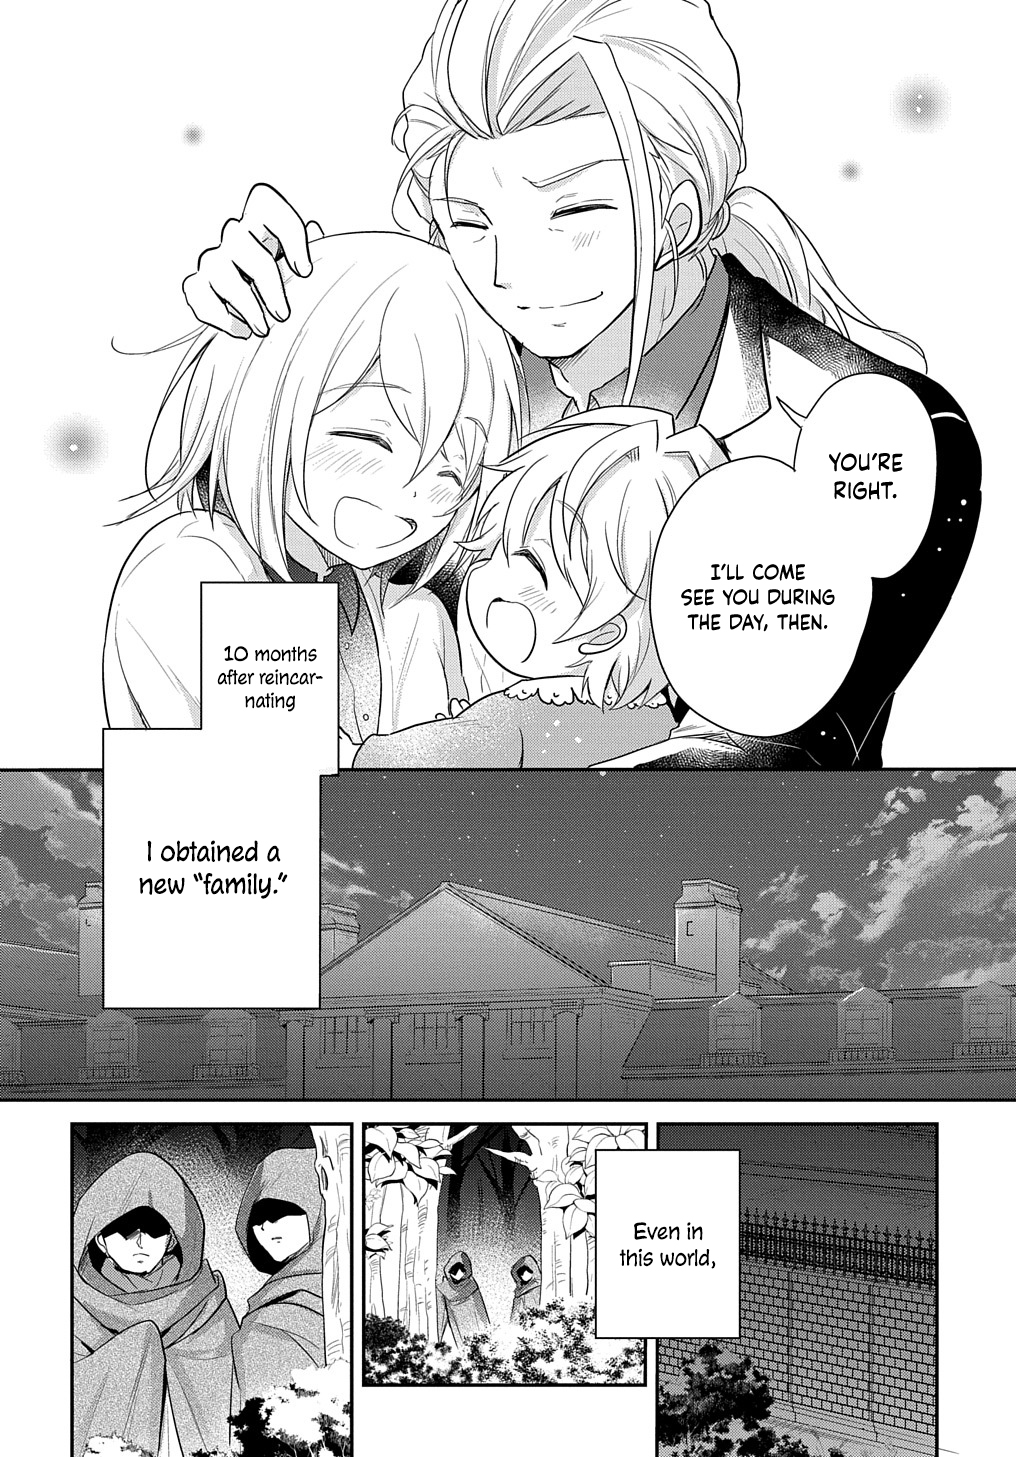 YOU'RE
RIGHT.
I'LL COME
SEE YOU DURING
THE DAY, THEN.
10 months
after reincar-
nating
I obtained a
new "family."
Even in
this world,